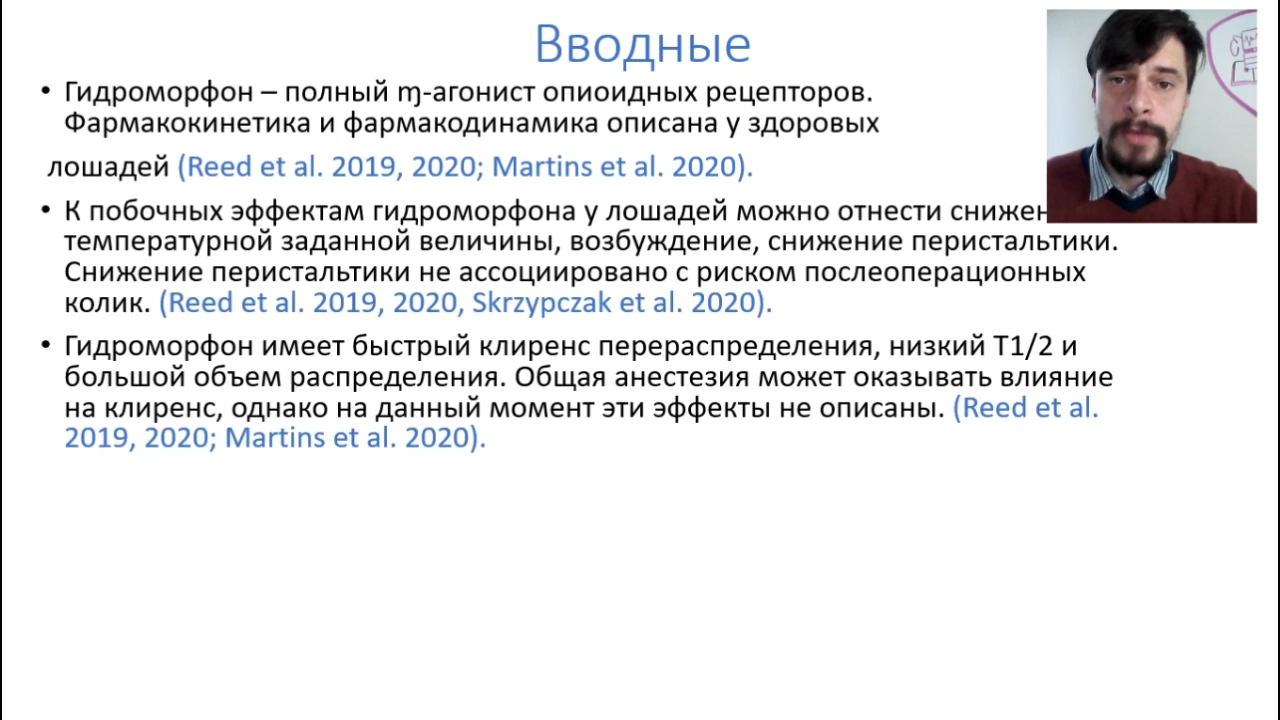 Вводные
• Гидроморфон – полный ɱ-агонист опиоидных рецепторов.
Фармакокинетика и фармакодинамика описана у здоровых
лошадей (Reed et al. 2019, 2020; Martins et al. 2020).
• К побочных эффектам гидроморфона у лошадей можно отнести снижен
температурной заданной величины, возбуждение, снижение перистальтики.
Снижение перистальтики не ассоциировано с риском послеоперационных
колик. (Reed et al. 2019, 2020, Skrzypczak et al. 2020).
• Гидроморфон имеет быстрый клиренс перераспределения, низкий Т1/2 и
большой объем распределения. Общая анестезия может оказывать влияние
на клиренс, однако на данный момент эти эффекты не описаны. (Reed et al.
2019, 2020; Martins et al. 2020).